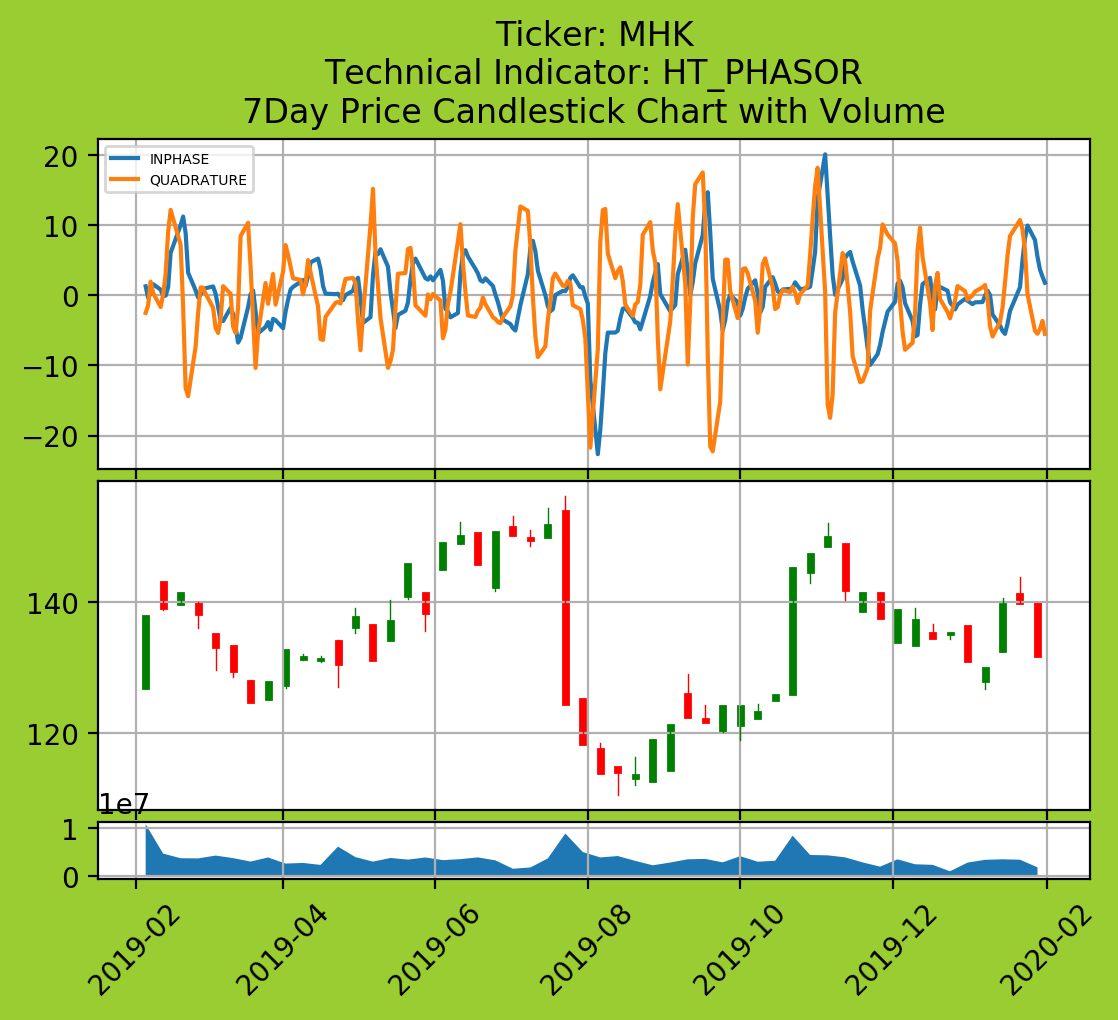 Ticker: MHK
Technical Indicator: HT_PHASOR
7Day Price Candlestick Chart with Volume
INPHASE
QUADRATURE
20
10
0
−10
−20
140
120
1e7
1
0
2019-02
2019-04
2019-06
2019-08
2019-10
2019-12
2020-02